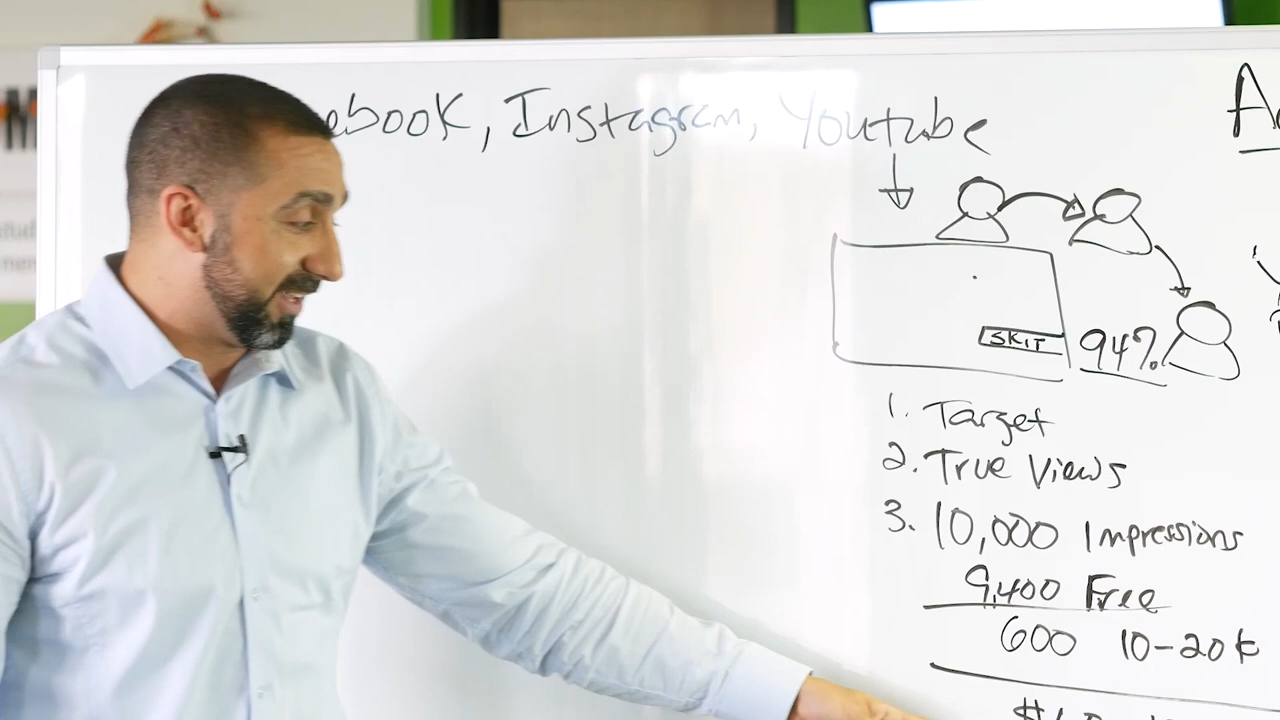 ebook, Instagram, Youtube
SKIT
94%
1. Target
2. True Views
3. 10,000 Impressions
9,400 Free
600 10-20k